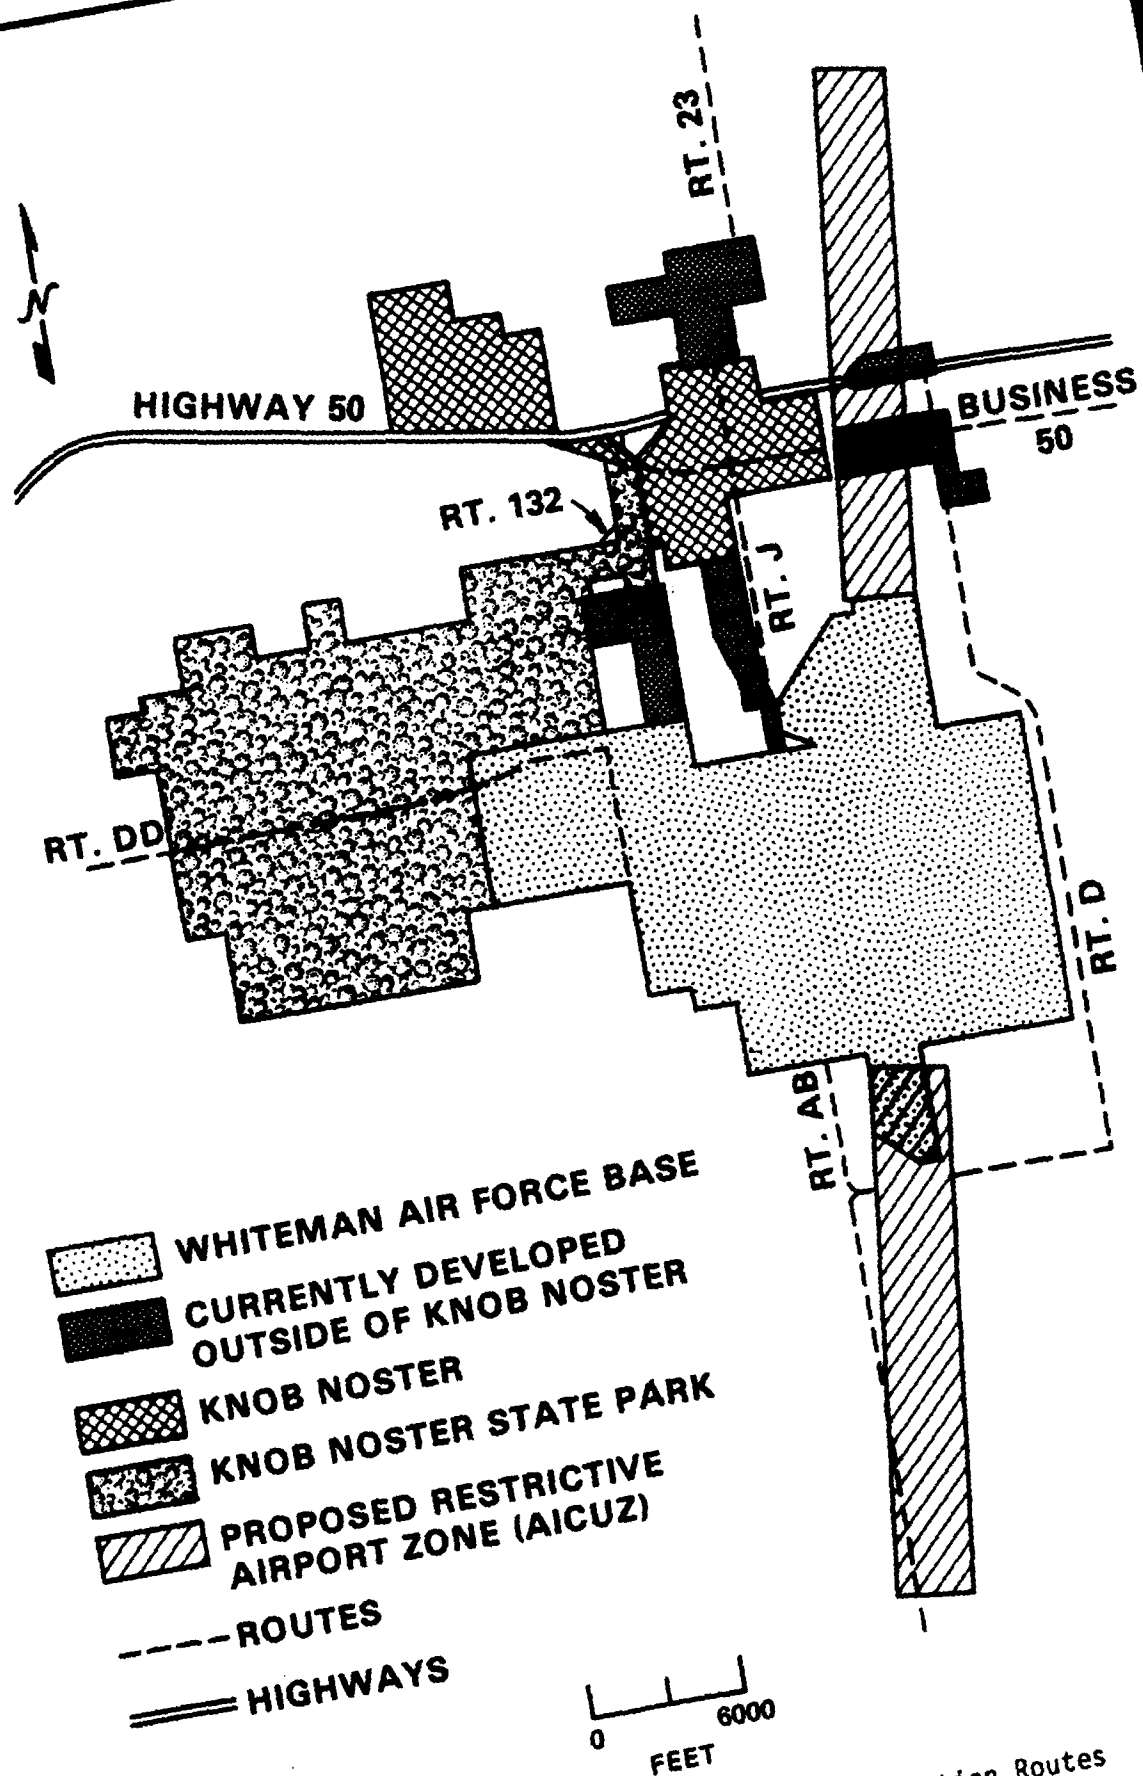 RT. 23
N
HIGHWAY 50
BUSINESS
50
RT. 132
RT. J
RT. DD
RT. D
RT. AB
WHITEMAN AIR FORCE BASE
CURRENTLY DEVELOPED
OUTSIDE OF KNOB NOSTER
KNOB NOSTER
KNOB NOSTER STATE PARK
PROPOSED RESTRICTIVE
AIRPORT ZONE (AICUZ)
ROUTES
HIGHWAYS
0 6000
FEET
Routes